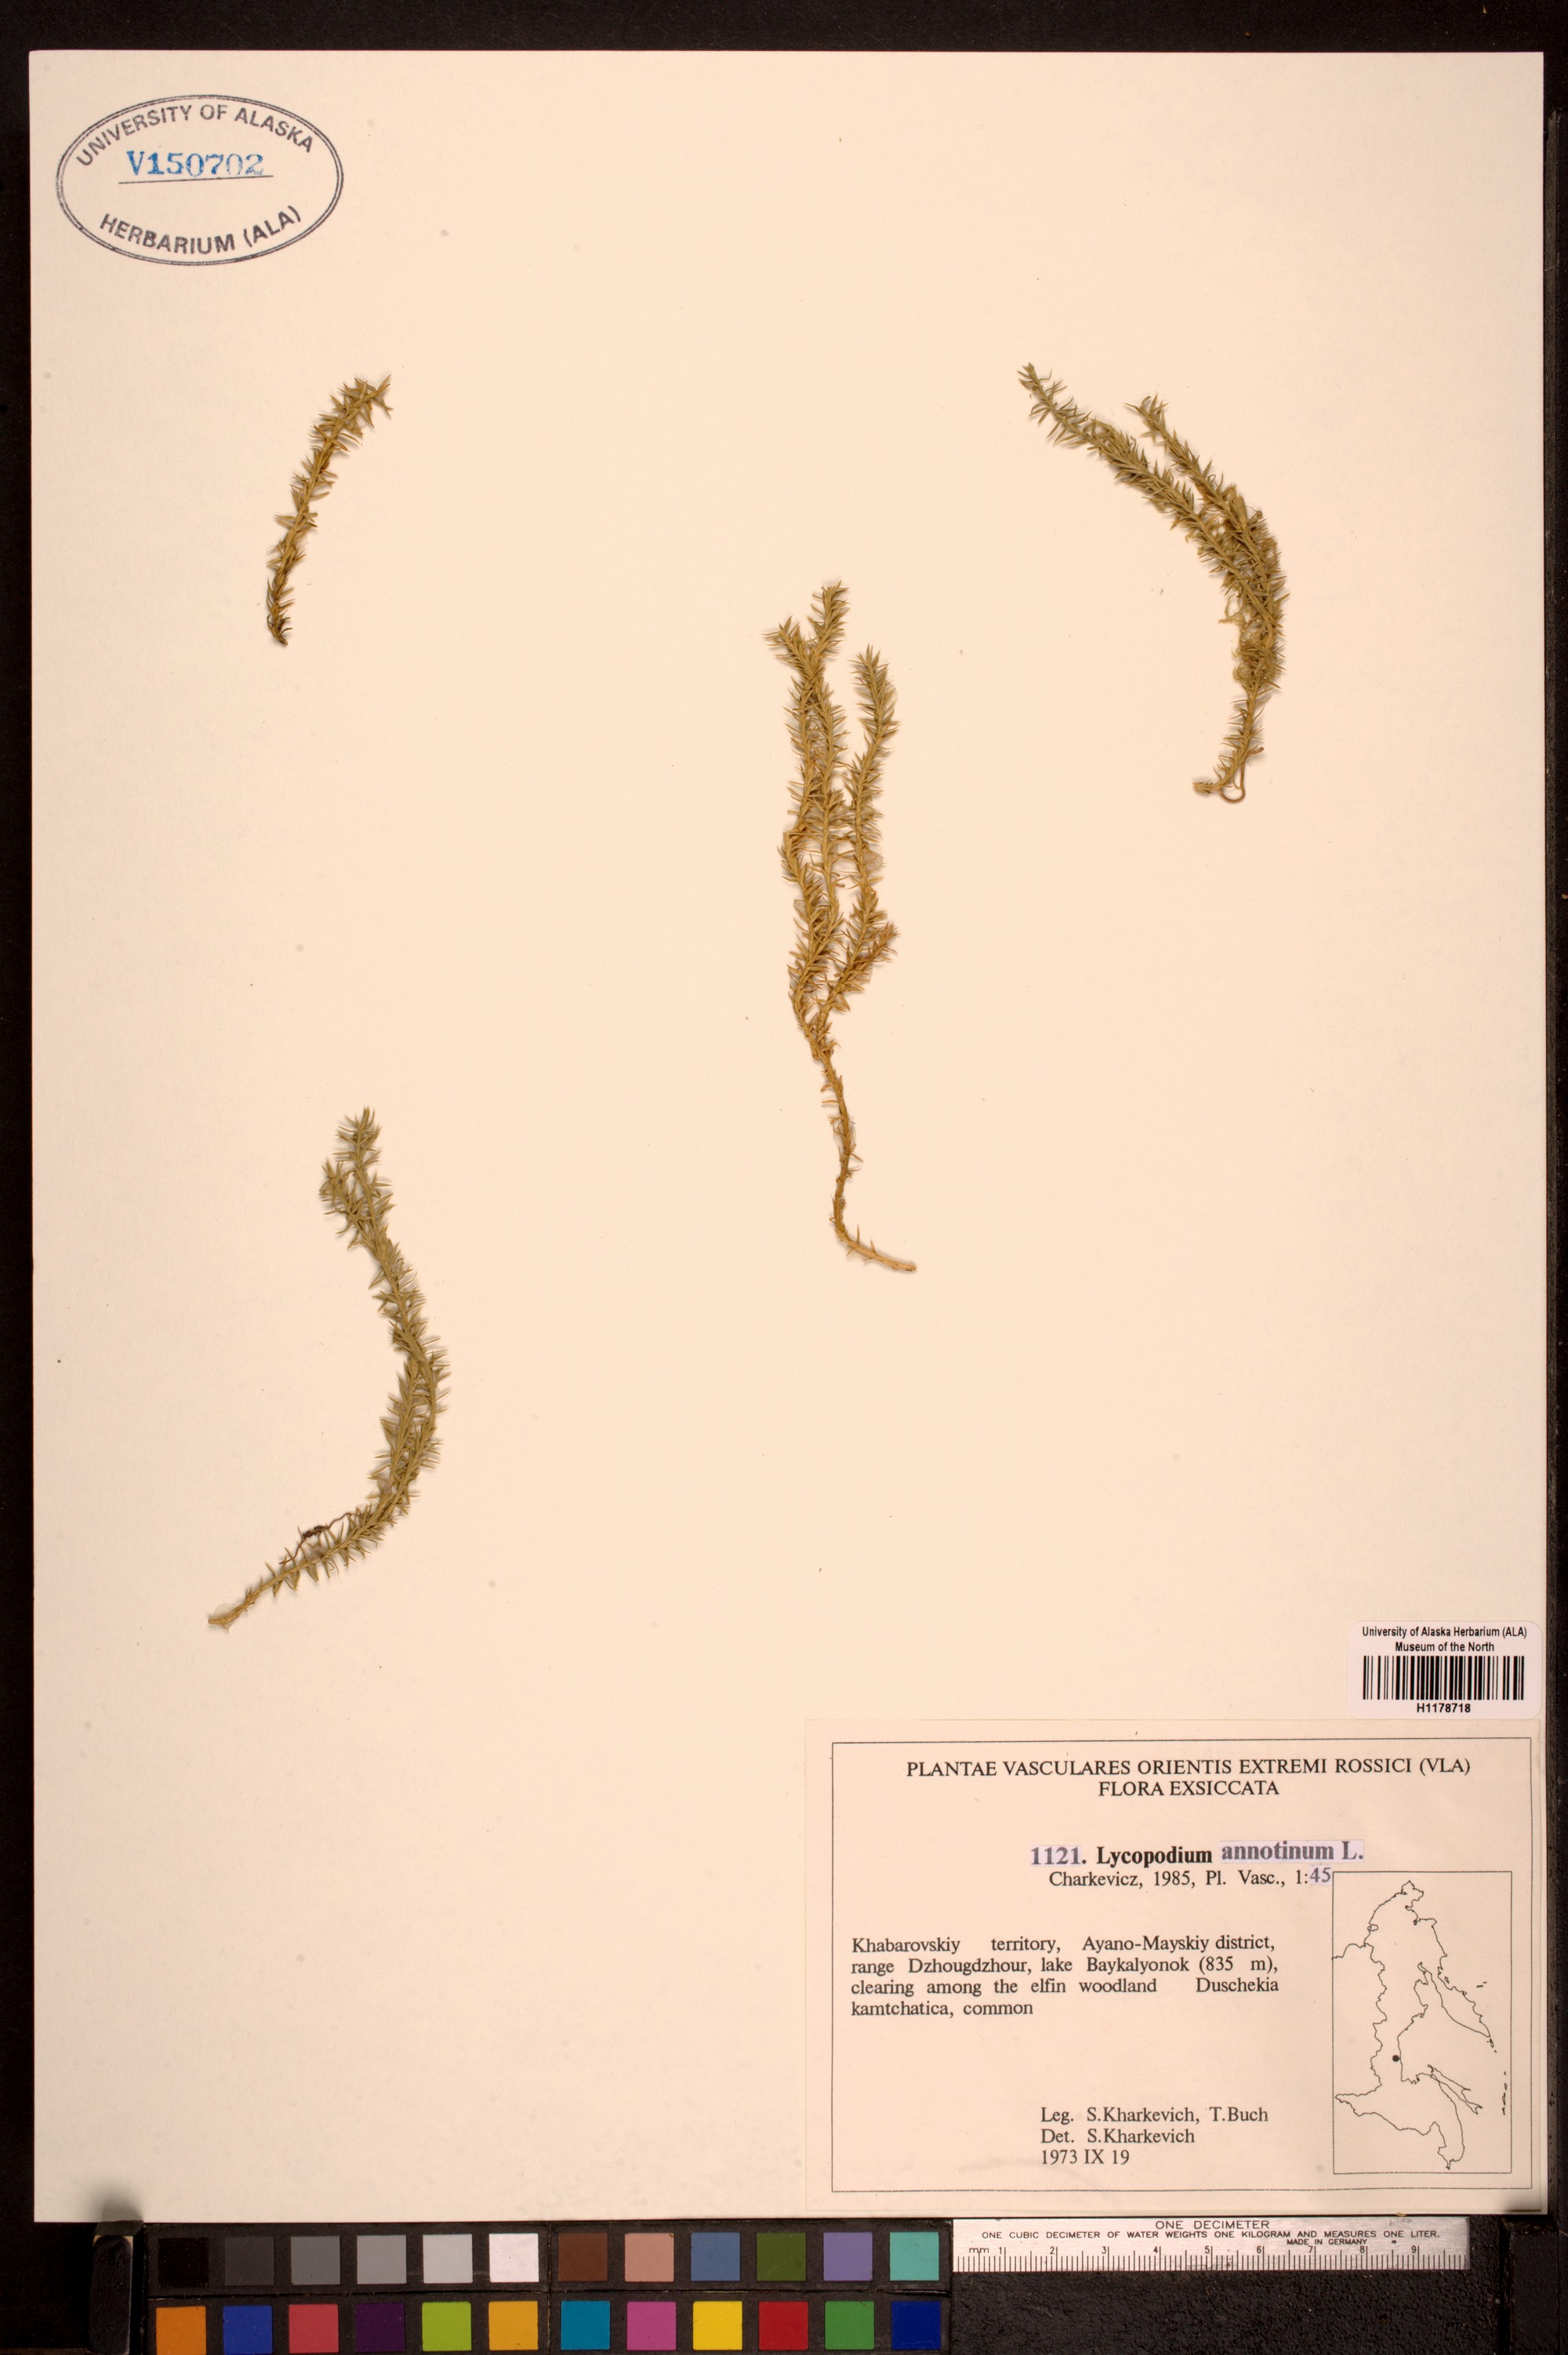 UNIVERSITY OF ALASKA
V150702
HERBARIUM (ALA)
University of Alaska Herbarium (ALA)
Museum of the North
H1178718
PLANTAE VASCULARES ORIENTIS EXTREMI ROSSICI (VLA)
FLORA EXSICCATA
1121. Lycopodium annotinum L.
Charkevicz, 1985, Pl. Vasc., 1:45
Khabarovskiy territory, Ayano-Mayskiy district,
range Dzhougdzhour, lake Baykalyonok (835 m),
clearing among the elfin woodland Duschekia
kamtchatica, common
Leg. S.Kharkevich, T.Buch
Det. S.Kharkevich
1973 IX 19
ONE DECIMETER
ONE CUBIC DECIMETER OF WATER WEIGHTS ONE KILOGRAM AND MEASURES ONE LITER.
MADE IN GERMANY
mm 1 2 3 4 5 6 7 8 9